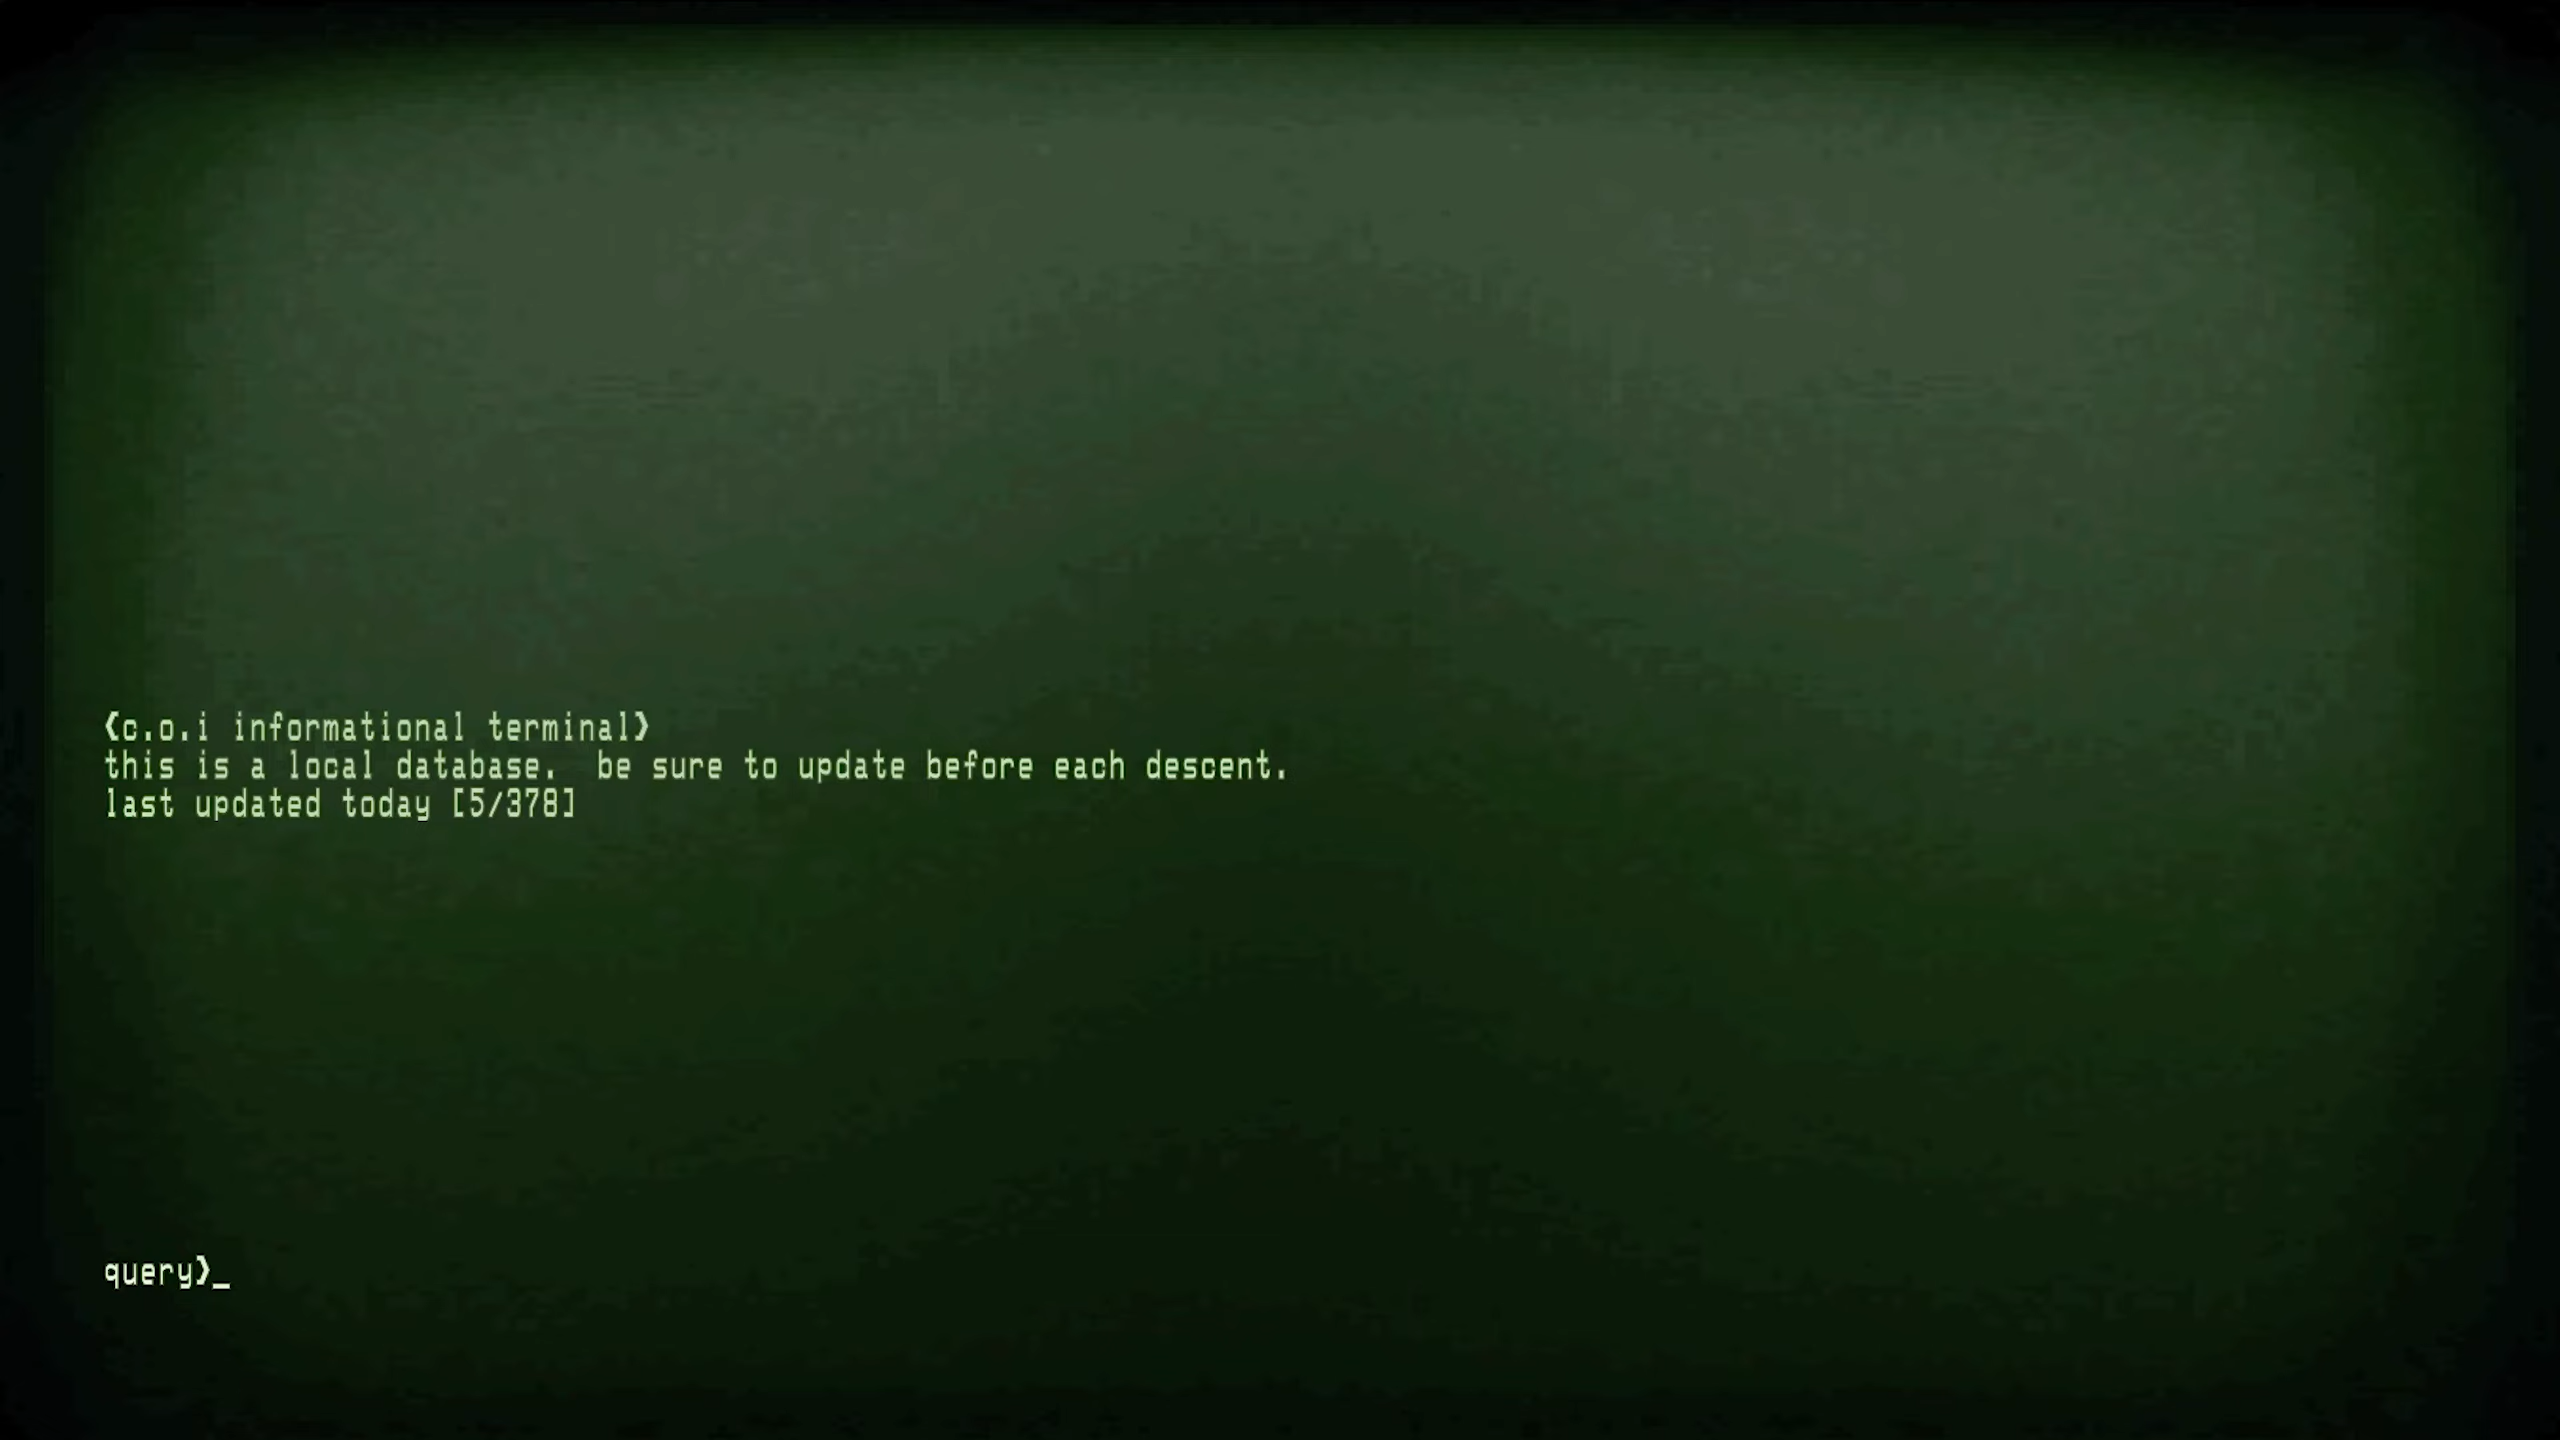 {c.o.i informational terminal}
this is a local database.  be sure to update before each descent.
last updated today [5/378]
query}_